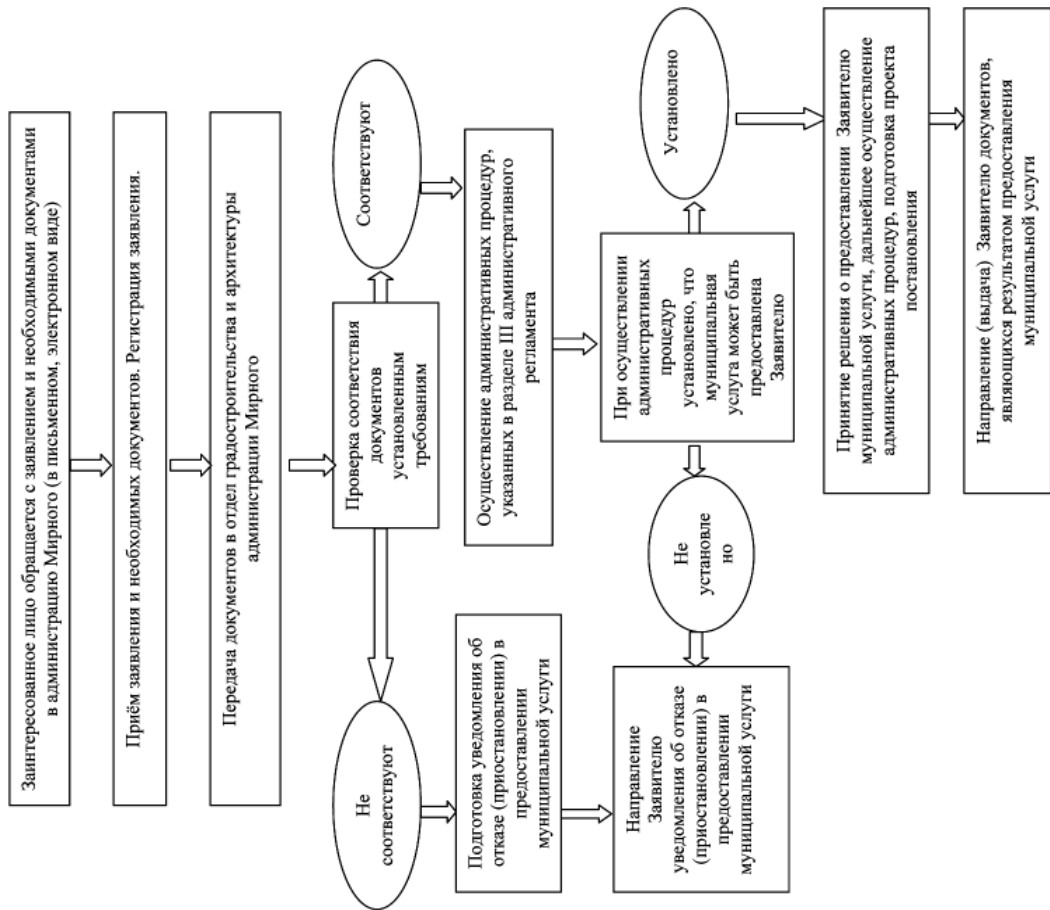 Заинтересованное лицо обращается с заявлением и необходимыми документами
в администрацию Мирного (в письменном, электронном виде)
Приём заявления и необходимых документов. Регистрация заявления.
Передача документов в отдел градостроительства и архитектуры
администрации Мирного
Не
соответствуют
Проверка соответствия
документов
установленным
требованиям
Соответствуют
Подготовка уведомления об
отказе (приостановлении) в
предоставлении
муниципальной услуги
Осуществление административных процедур,
указанных в разделе III административного
регламента
Направление
Заявителю
уведомления об отказе
(приостановлении) в
предоставлении
муниципальной услуги
Не
установле
но
При осуществлении
административных
процедур
установлено, что
муниципальная
услуга может быть
предоставлена
Заявителю
Установлено
Принятие решения о предоставлении Заявителю
муниципальной услуги, дальнейшее осуществление
административных процедур, подготовка проекта
постановления
Направление (выдача) Заявителю документов,
являющихся результатом предоставления
муниципальной услуги